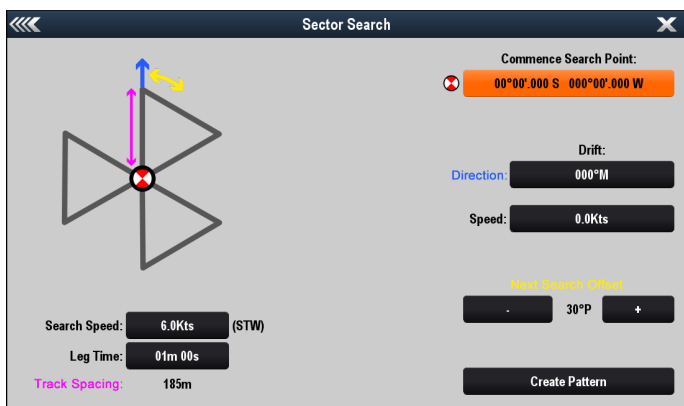 Sector Search
Commence Search Point:
00°00'.000 S 000°00'.000 W
Drift:
Direction: 000°M
Speed: 0.0Kts
Next Search Offset
- 30°P +
Search Speed: 6.0Kts (STW)
Leg Time: 01m 00s
Track Spacing: 185m
Create Pattern